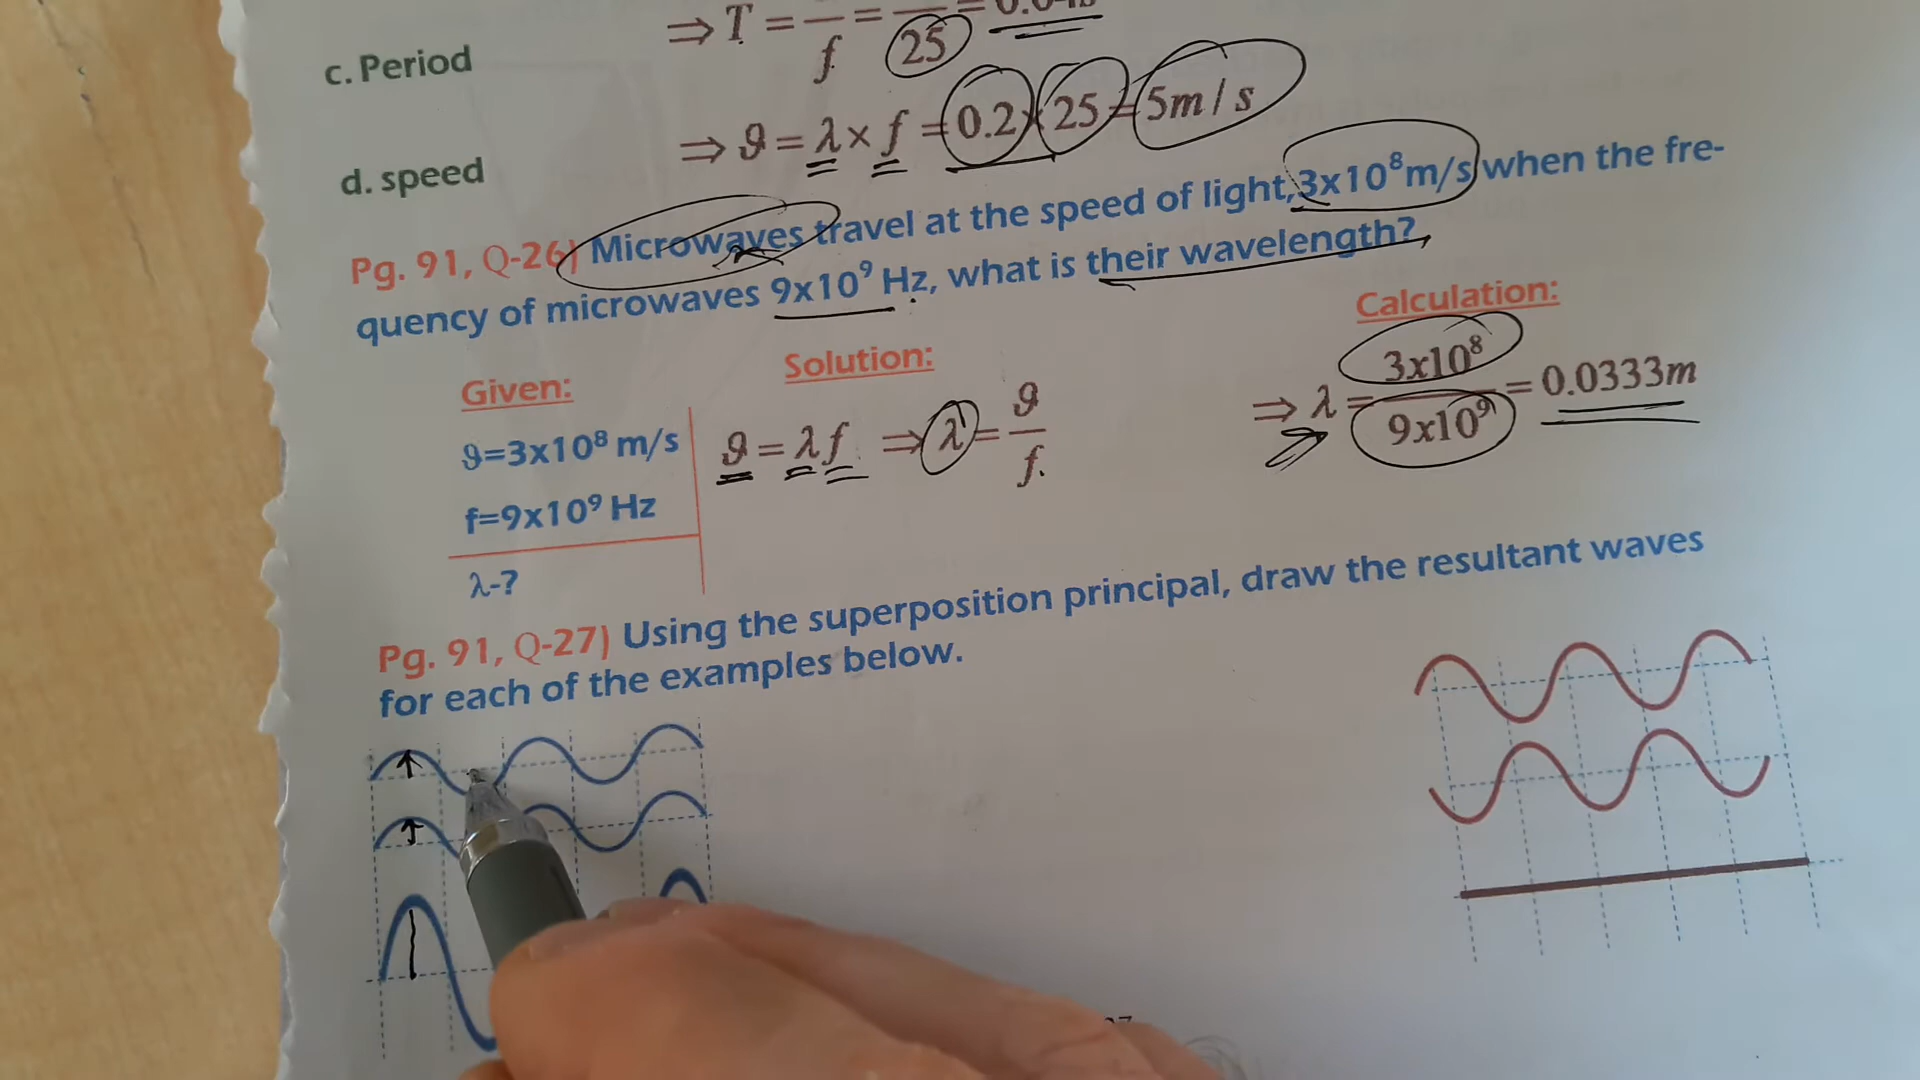 c. Period
⇒ T = — = — =
f 25
d. speed
⇒ ϑ = λ × f = 0.2 × 25 = 5m / s
Pg. 91, Q-26) Microwaves travel at the speed of light, 3x10⁸m/s when the fre-
quency of microwaves 9x10⁹ Hz, what is their wavelength?
Given:
Solution:
Calculation:
ϑ=3x10⁸ m/s
f=9x10⁹ Hz
λ-?
ϑ = λ f ⇒ λ = ϑ / f
⇒ λ = 3x10⁸ / 9x10⁹ = 0.0333m
Pg. 91, Q-27) Using the superposition principal, draw the resultant waves
for each of the examples below.